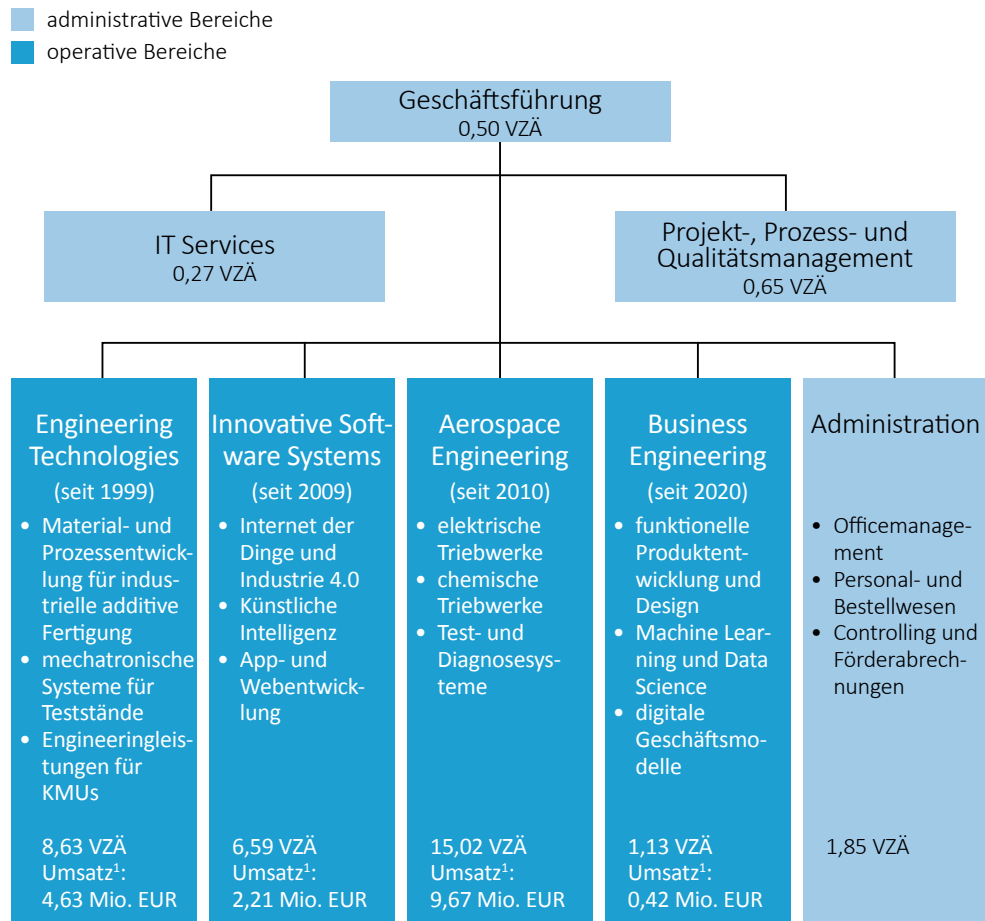 administrative Bereiche
operative Bereiche
Geschäftsführung
0,50 VZÄ
IT Services
0,27 VZÄ
Projekt-, Prozess- und
Qualitätsmanagement
0,65 VZÄ
Engineering
Technologies
(seit 1999)
• Material- und
Prozessentwick-
lung für indus-
trielle additive
Fertigung
• mechatronische
Systeme für
Teststände
• Engineeringleis-
tungen für
KMUs
8,63 VZÄ
Umsatz¹:
4,63 Mio. EUR
Innovative Soft-
ware Systems
(seit 2009)
• Internet der
Dinge und
Industrie 4.0
• Künstliche
Intelligenz
• App- und
Webentwick-
lung
6,59 VZÄ
Umsatz¹:
2,21 Mio. EUR
Aerospace
Engineering
(seit 2010)
• elektrische
Triebwerke
• chemische
Triebwerke
• Test- und
Diagnosesys-
teme
15,02 VZÄ
Umsatz¹:
9,67 Mio. EUR
Business
Engineering
(seit 2020)
• funktionelle
Produktent-
wicklung und
Design
• Machine Lear-
ning und Data
Science
• digitale
Geschäftsmo-
delle
1,13 VZÄ
Umsatz¹:
0,42 Mio. EUR
Administration
• Officemanage-
ment
• Personal- und
Bestellwesen
• Controlling und
Förderabrech-
nungen
1,85 VZÄ